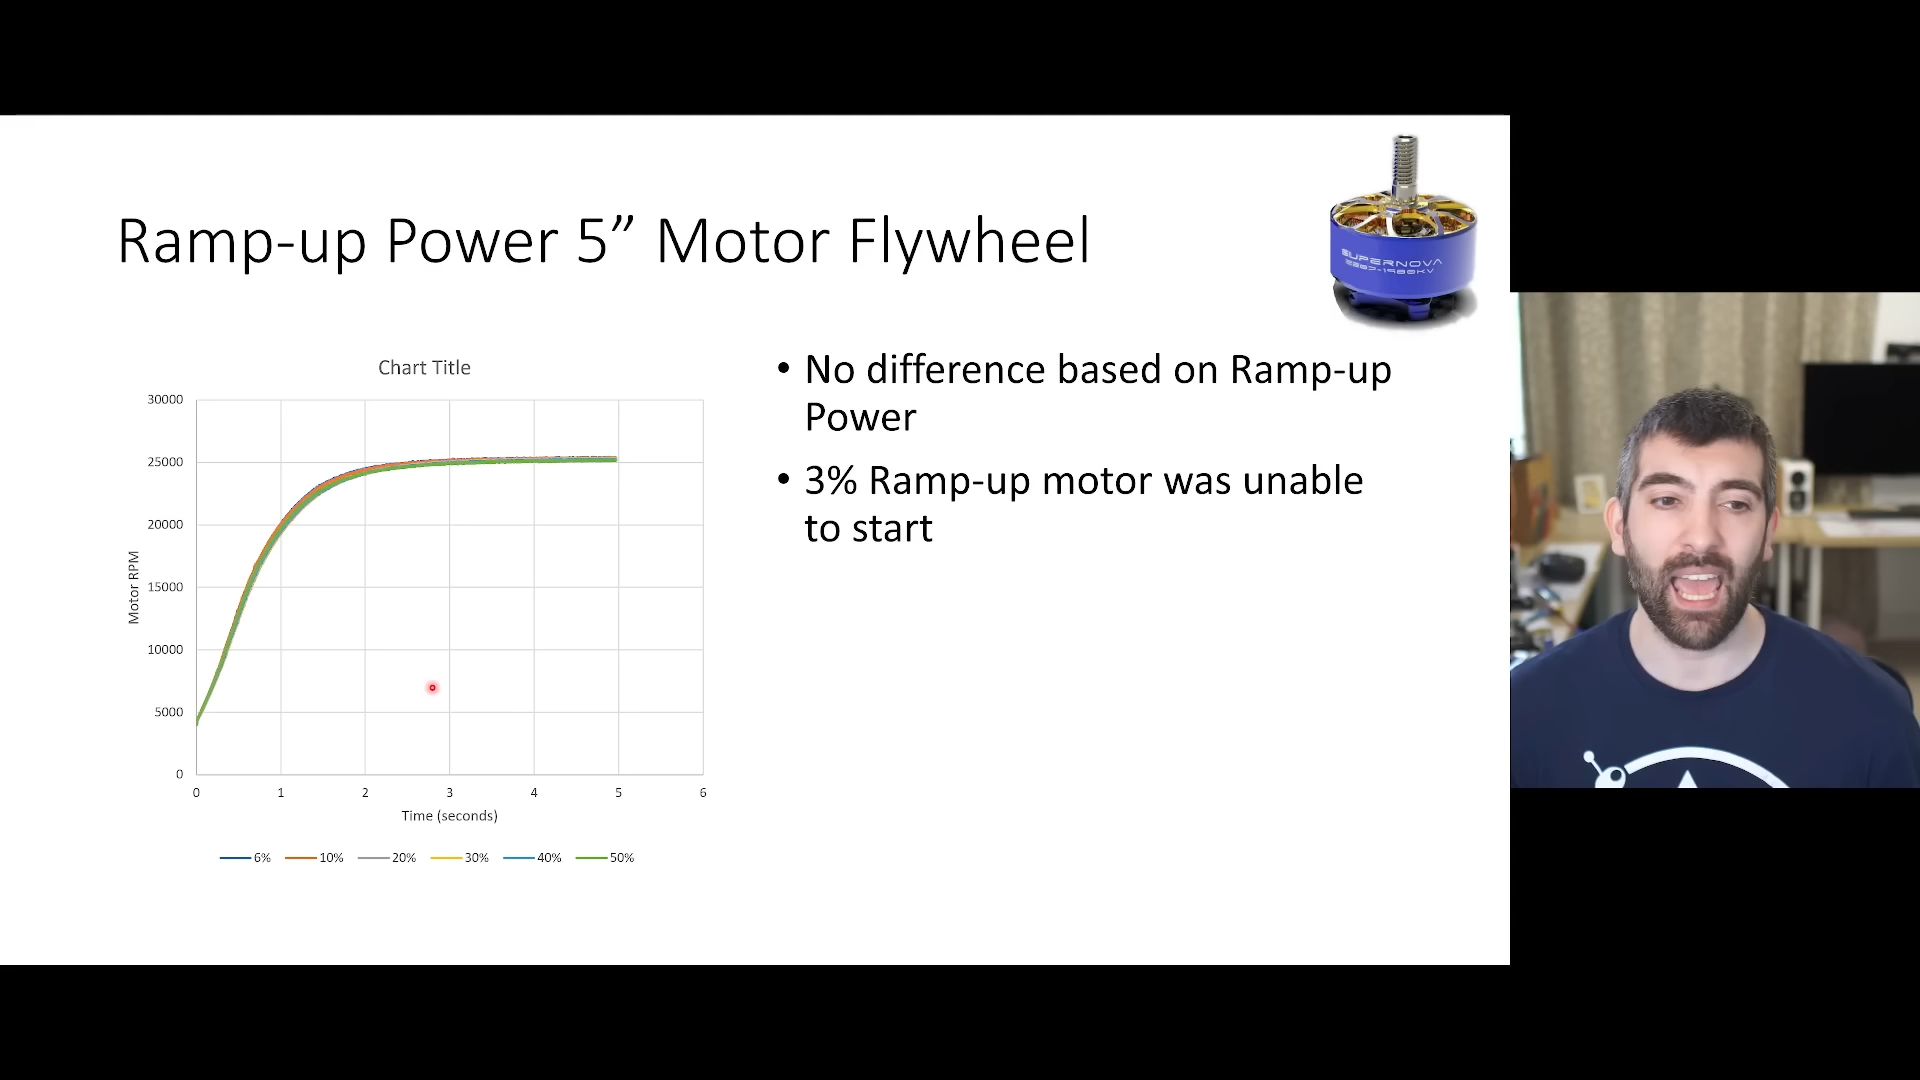 Ramp-up Power 5” Motor Flywheel
SUPERNOVA
2207-1980KV
Chart Title
30000
25000
20000
15000
10000
5000
0
Motor RPM
0 1 2 3 4 5 6
Time (seconds)
6% 10% 20% 30% 40% 50%
• No difference based on Ramp-up
Power
• 3% Ramp-up motor was unable
to start